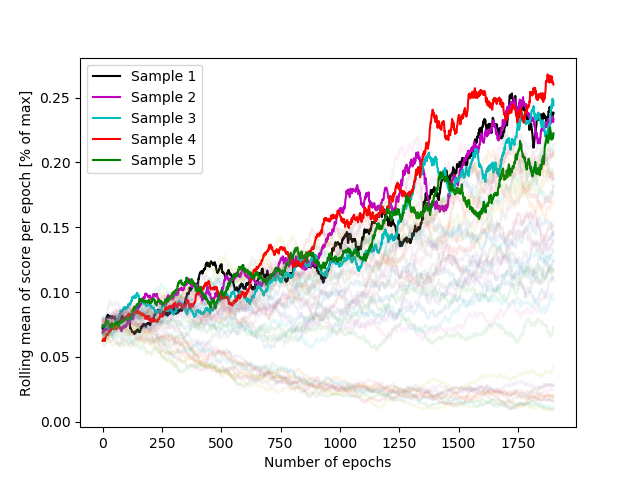 Sample 1
Sample 2
Sample 3
Sample 4
Sample 5
Rolling mean of score per epoch [% of max]
0.25
0.20
0.15
0.10
0.05
0.00
0 250 500 750 1000 1250 1500 1750
Number of epochs